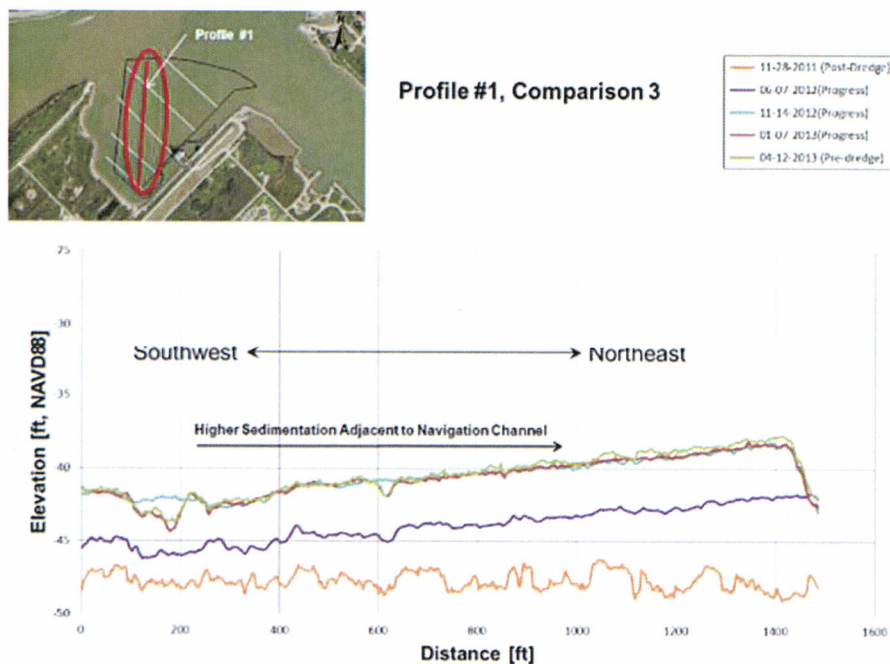 Profile #1
Profile #1, Comparison 3
11-28-2011 (Post-Dredge)
06-07-2012(Progress)
11-14-2012(Progress)
01-07-2013(Progress)
04-12-2013 (Pre-dredge)
Elevation [ft, NAVD88]
25
30
35
-40
-45
-50
Southwest
Northeast
Higher Sedimentation Adjacent to Navigation Channel
0
200
400
600
800
1000
1200
1400
1600
Distance [ft]